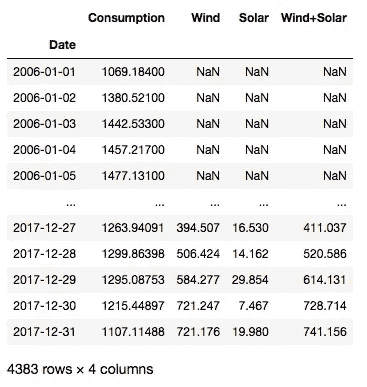 Consumption Wind Solar Wind+Solar
Date
2006-01-01 1069.18400 NaN NaN NaN
2006-01-02 1380.52100 NaN NaN NaN
2006-01-03 1442.53300 NaN NaN NaN
2006-01-04 1457.21700 NaN NaN NaN
2006-01-05 1477.13100 NaN NaN NaN
... ... ... ... ...
2017-12-27 1263.94091 394.507 16.530 411.037
2017-12-28 1299.86398 506.424 14.162 520.586
2017-12-29 1295.08753 584.277 29.854 614.131
2017-12-30 1215.44897 721.247 7.467 728.714
2017-12-31 1107.11488 721.176 19.980 741.156
4383 rows × 4 columns